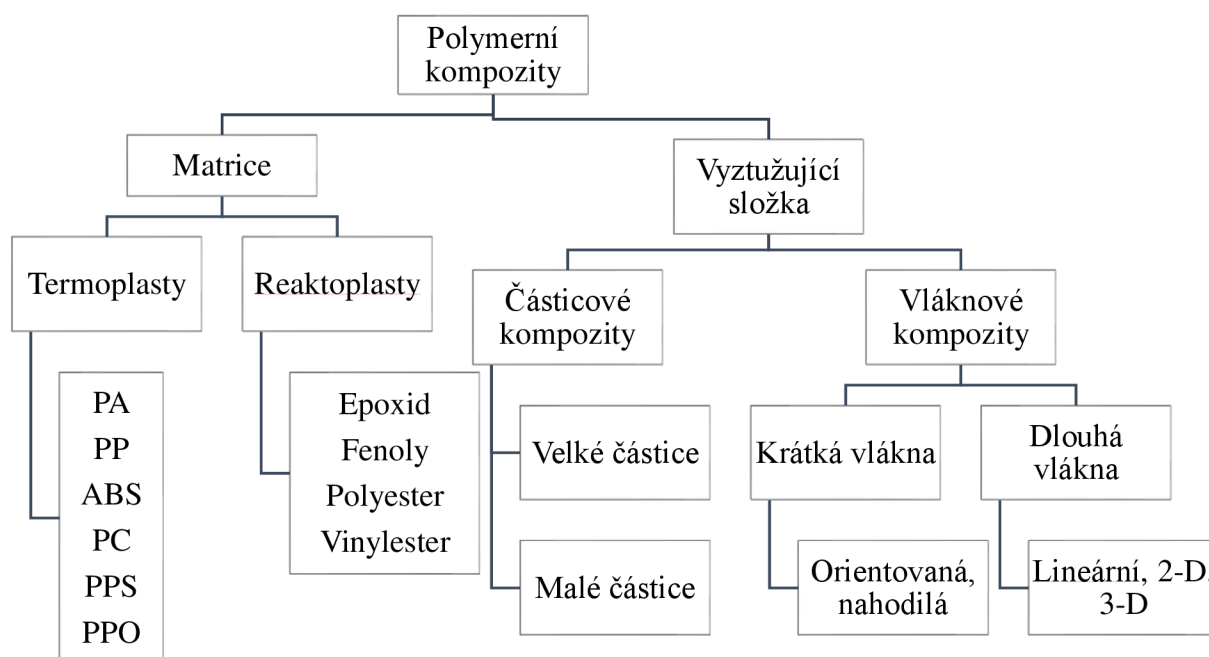 Polymerní
kompozity
Matrice
Vyztužující
složka
Termoplasty
Reaktoplasty
Částicové
kompozity
Vláknové
kompozity
PA
PP
ABS
PC
PPS
PPO
Epoxid
Fenoly
Polyester
Vinylester
Velké částice
Malé částice
Krátká vlákna
Dlouhá
vlákna
Orientovaná,
nahodilá
Lineární, 2-D,
3-D